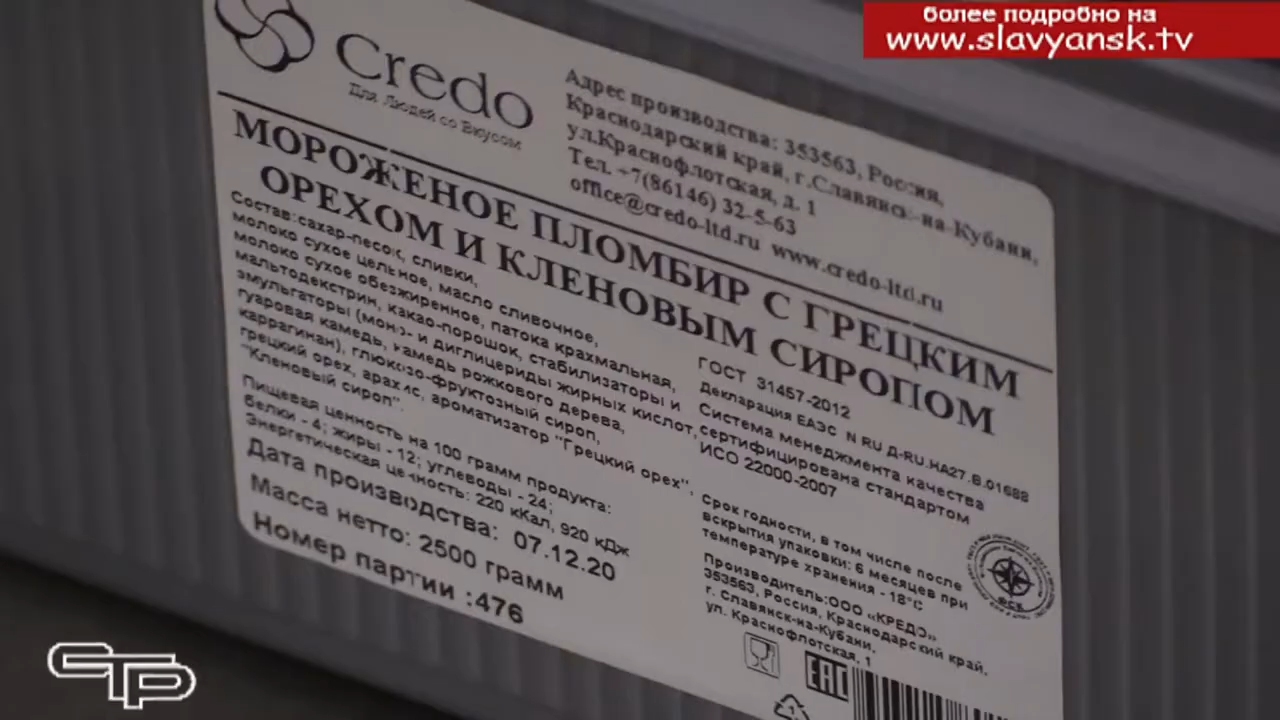 более подробно на
www.slavyansk.tv
Credo
Для Людей со Вкусом
Адрес производства: 353563, Россия,
Краснодарский край, г.Славянск-на-Кубани,
ул.Краснофлотская, д. 1
Тел. +7(86146) 32-5-63
office@credo-ltd.ru www.credo-ltd.ru
МОРОЖЕНОЕ ПЛОМБИР С ГРЕЦКИМ
ОРЕХОМ И КЛЕНОВЫМ СИРОПОМ
Состав:сахар-песок, сливки,
молоко сухое цельное, масло сливочное,
молоко сухое обезжиренное, патока крахмальная,
мальтодекстрин, какао-порошок, стабилизаторы и
эмульгаторы (моно- и диглицериды жирных кислот,
гуаровая камедь, камедь рожкового дерева,
каррагинан), глюкозо-фруктозный сироп,
грецкий орех, арахис, ароматизатор "Грецкий орех",
"Кленовый сироп".
Пищевая ценность на 100 грамм продукта:
белки - 4; жиры - 12; углеводы - 24;
Энергетическая ценность: 220 кКал, 920 кДж
Дата производства: 07.12.20
Масса нетто: 2500 грамм
Номер партии :476
ГОСТ 31457-2012
Декларация ЕАЭС N RU Д-RU.НА27.В.01688
Система менеджмента качества
сертифицирована стандартом
ИСО 22000-2007
Срок годности, в том числе после
вскрытия упаковки: 6 месяцев при
температуре хранения - 18°С
Производитель:ООО «КРЕДО»
353563, Россия, Краснодарский край,
г. Славянск-на-Кубани,
ул. Краснофлотская, 1
ФСК
ЕАС
1
СТР